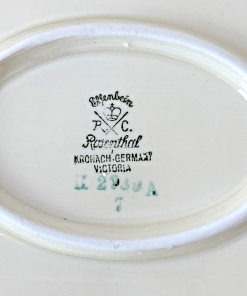 Elfenbein
P. C.
Rosenthal
KRONACH-GERMANY
VICTORIA
7